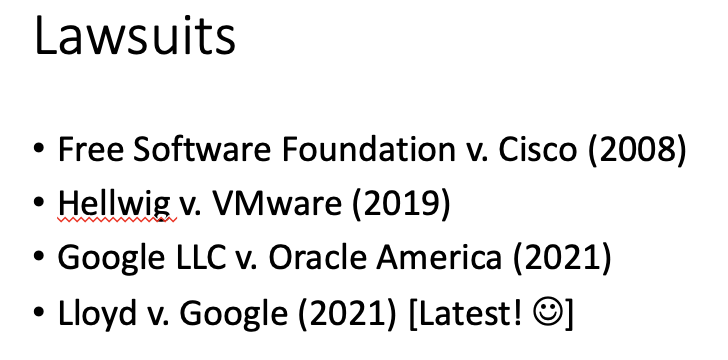 Lawsuits
• Free Software Foundation v. Cisco (2008)
• Hellwig v. VMware (2019)
• Google LLC v. Oracle America (2021)
• Lloyd v. Google (2021) [Latest! ☺]